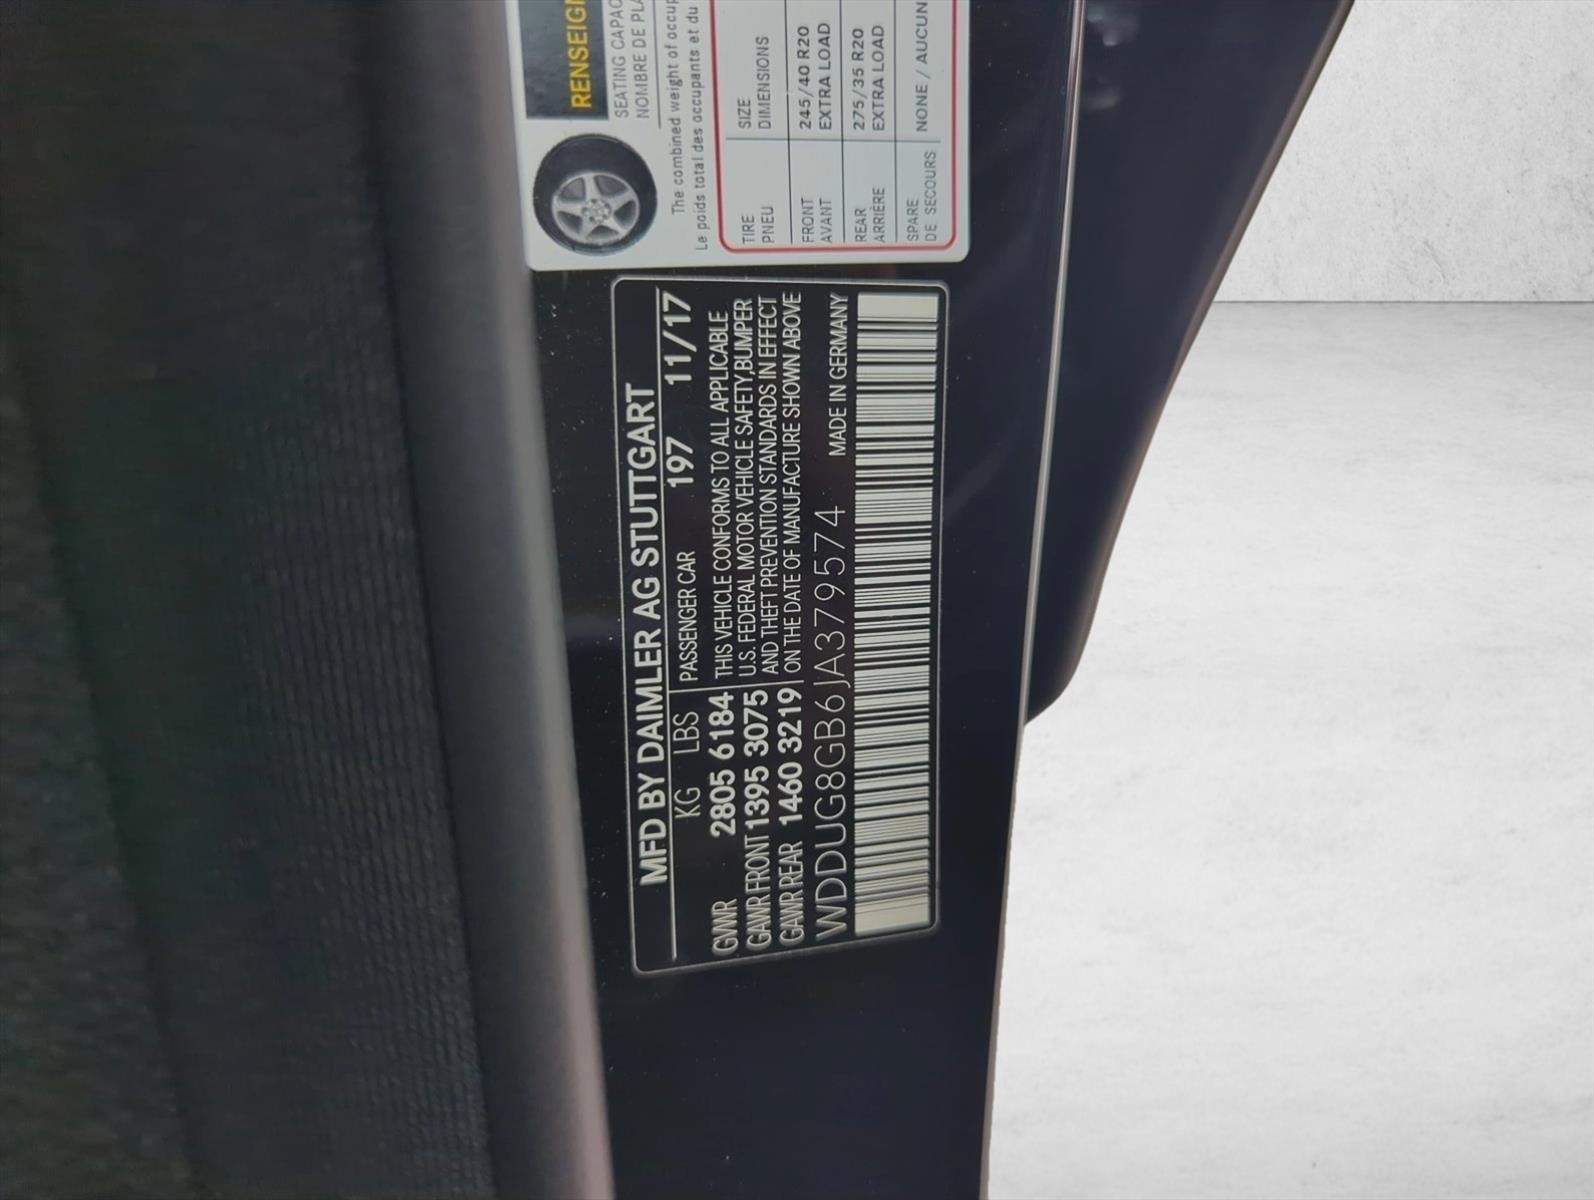 RENSEIG
SEATING CAPAC
NOMBRE DE PLA
The combined weight of occup
Le poids total des occupants et du
TIRE SIZE
PNEU DIMENSIONS
FRONT 245/40 R20
AVANT EXTRA LOAD
REAR 275/35 R20
ARRIÈRE EXTRA LOAD
SPARE NONE / AUCUN
DE SECOURS
MFD BY DAIMLER AG STUTTGART
KG LBS PASSENGER CAR 197 11/17
GVWR 2805 6184 THIS VEHICLE CONFORMS TO ALL APPLICABLE
GAWR FRONT 1395 3075 U.S. FEDERAL MOTOR VEHICLE SAFETY,BUMPER
AND THEFT PREVENTION STANDARDS IN EFFECT
GAWR REAR 1460 3219 ON THE DATE OF MANUFACTURE SHOWN ABOVE
WDDUG8GB6JA379574 MADE IN GERMANY